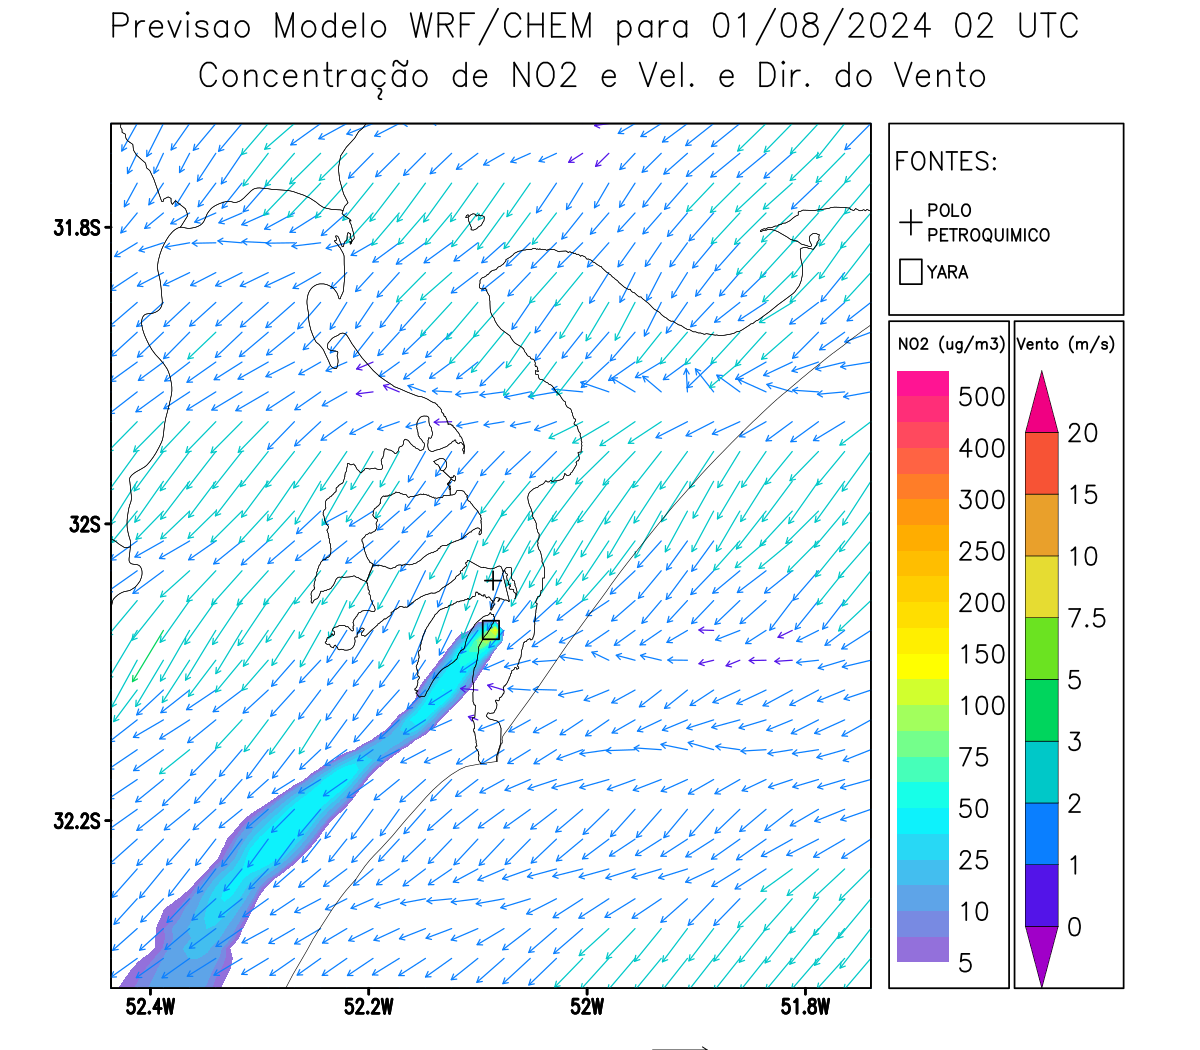 Previsao Modelo WRF/CHEM para 01/08/2024 02 UTC
Concentração de NO2 e Vel. e Dir. do Vento
FONTES:
POLO
PETROQUIMICO
YARA
31.8S
32S
32.2S
52.4W
52.2W
52W
51.8W
NO2 (ug/m3)
500
400
300
250
200
150
100
75
50
25
10
5
Vento (m/s)
20
15
10
7.5
5
3
2
1
0